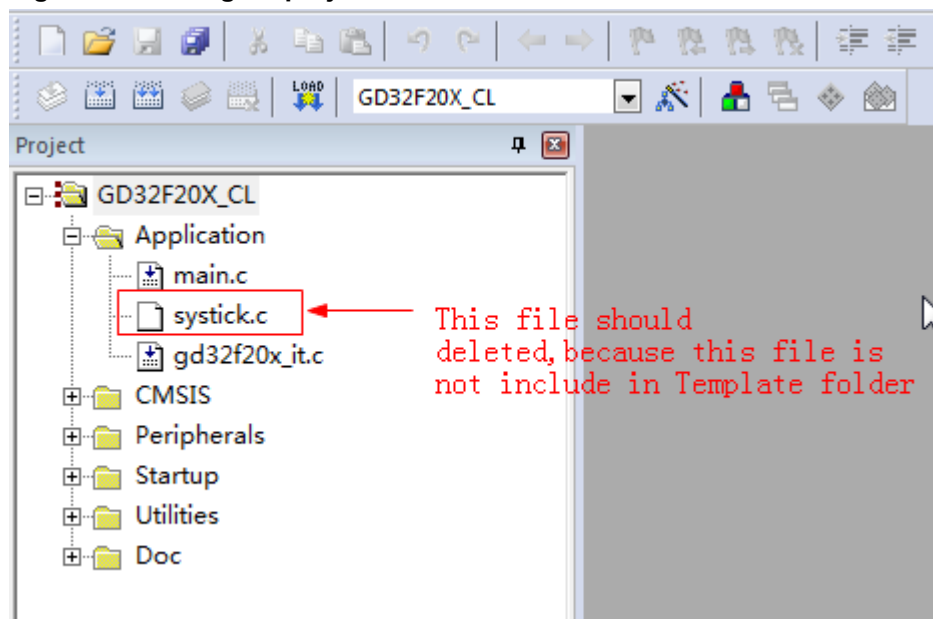 LOAD
GD32F20X_CL
Project
GD32F20X_CL
Application
main.c
systick.c
gd32f20x_it.c
CMSIS
Peripherals
Startup
Utilities
Doc
This file should
deleted,because this file is
not include in Template folder